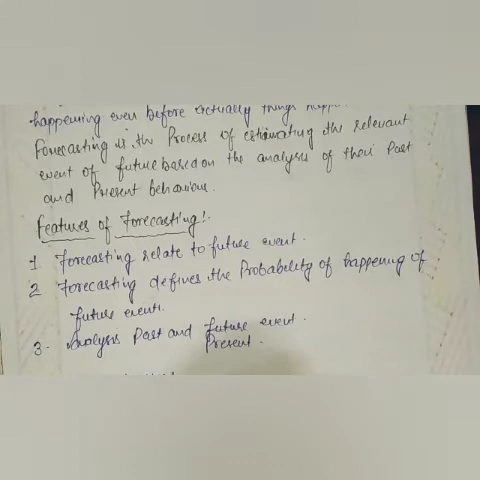 happening even before actually things
Forecasting is the Process of estimating the relevant
event of future based on the analysis of their Past
and Present behaviour.
Features of Forecasting!-
1 Forecasting relate to future event.
2 Forecasting defines the Probability of happening of
future events.
3. Analysis Past and future event.
Present.